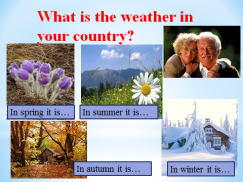 What is the weather in
your country?
In spring it is…
In summer it is…
In autumn it is…
In winter it is…